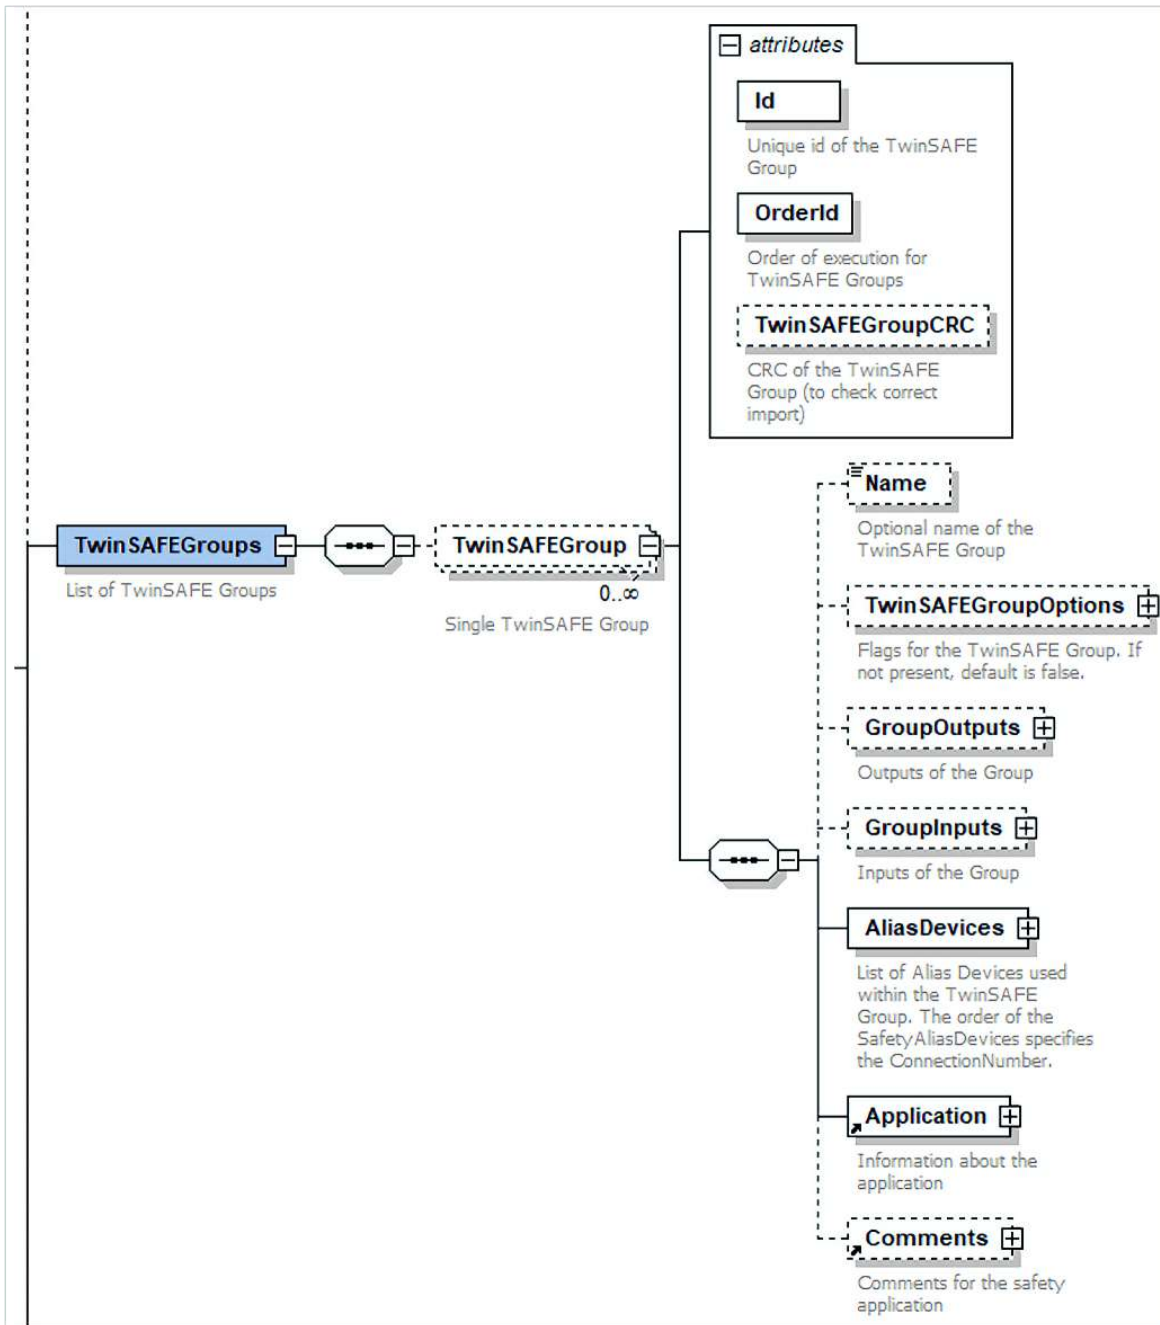 attributes
Id
Unique id of the TwinSAFE
Group
OrderId
Order of execution for
TwinSAFE Groups
TwinSAFEGroupCRC
CRC of the TwinSAFE
Group (to check correct
import)
TwinSAFEGroups
List of TwinSAFE Groups
TwinSAFEGroup
0..∞
Single TwinSAFE Group
Name
Optional name of the
TwinSAFE Group
TwinSAFEGroupOptions
Flags for the TwinSAFE Group. If
not present, default is false.
GroupOutputs
Outputs of the Group
GroupInputs
Inputs of the Group
AliasDevices
List of Alias Devices used
within the TwinSAFE
Group. The order of the
SafetyAliasDevices specifies
the ConnectionNumber.
Application
Information about the
application
Comments
Comments for the safety
application